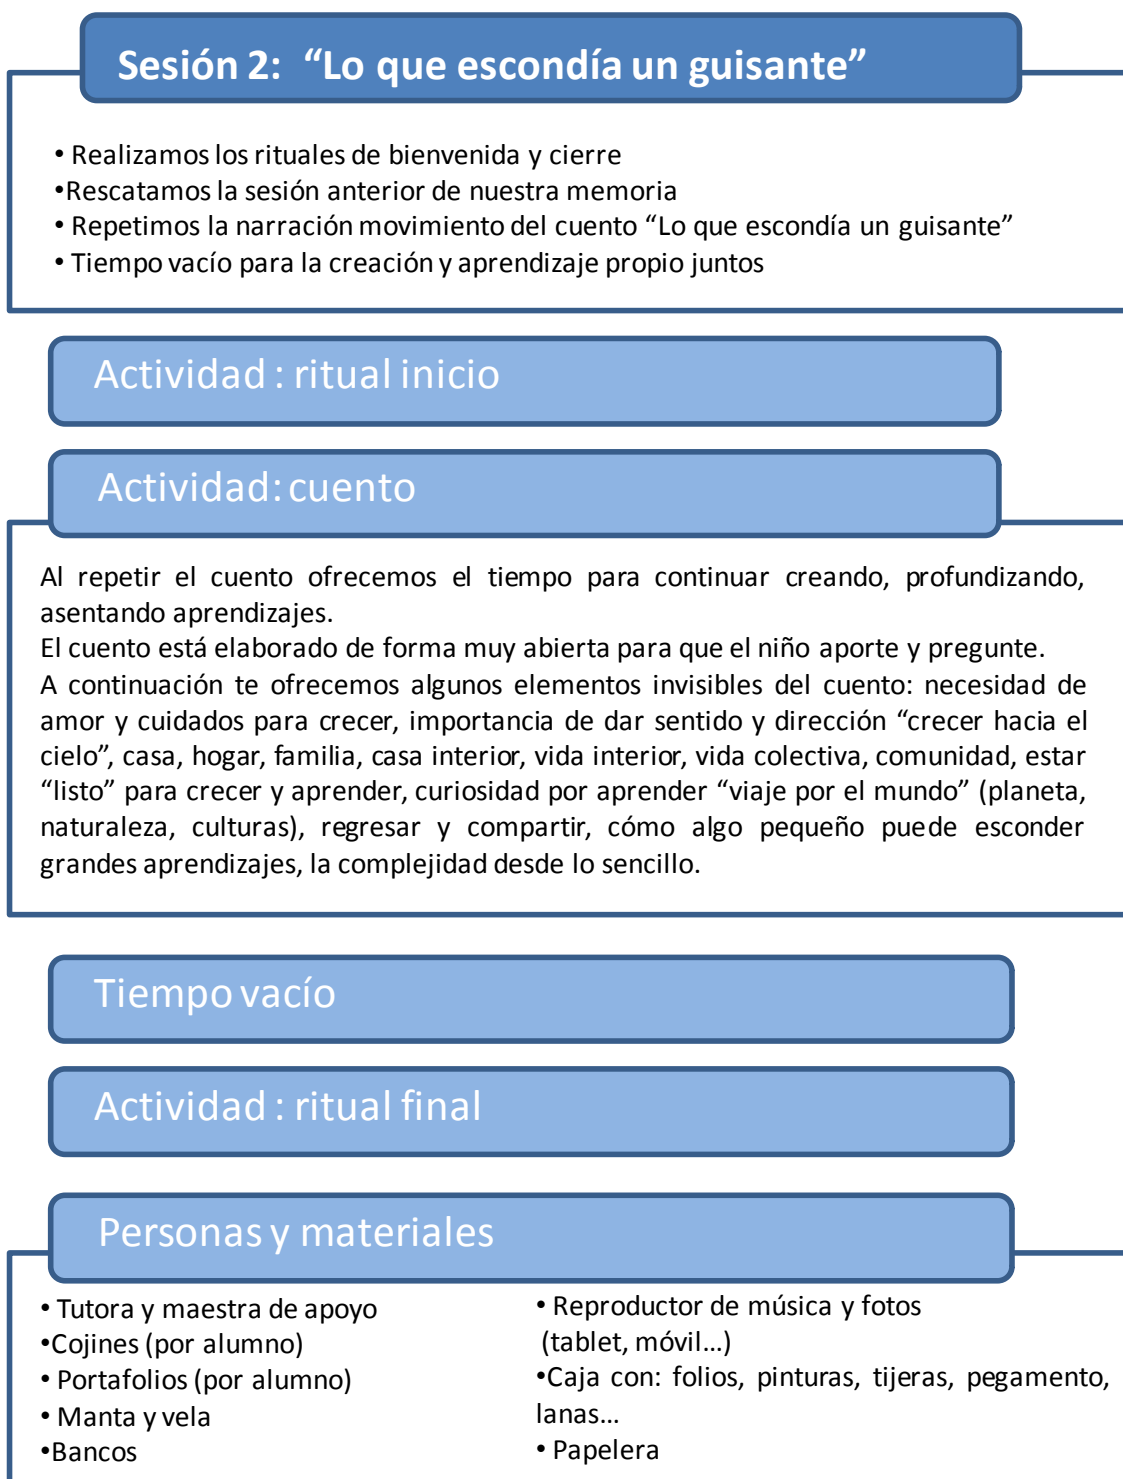 Sesión 2: “Lo que escondía un guisante”
• Realizamos los rituales de bienvenida y cierre
•Rescatamos la sesión anterior de nuestra memoria
• Repetimos la narración movimiento del cuento “Lo que escondía un guisante”
• Tiempo vacío para la creación y aprendizaje propio juntos
Actividad : ritual inicio
Actividad: cuento
Al repetir el cuento ofrecemos el tiempo para continuar creando, profundizando,
asentando aprendizajes.
El cuento está elaborado de forma muy abierta para que el niño aporte y pregunte.
A continuación te ofrecemos algunos elementos invisibles del cuento: necesidad de
amor y cuidados para crecer, importancia de dar sentido y dirección “crecer hacia el
cielo”, casa, hogar, familia, casa interior, vida interior, vida colectiva, comunidad, estar
“listo” para crecer y aprender, curiosidad por aprender “viaje por el mundo” (planeta,
naturaleza, culturas), regresar y compartir, cómo algo pequeño puede esconder
grandes aprendizajes, la complejidad desde lo sencillo.
Tiempo vacío
Actividad : ritual final
Personas y materiales
• Tutora y maestra de apoyo
•Cojines (por alumno)
• Portafolios (por alumno)
• Manta y vela
•Bancos
• Reproductor de música y fotos
(tablet, móvil…)
•Caja con: folios, pinturas, tijeras, pegamento,
lanas…
• Papelera